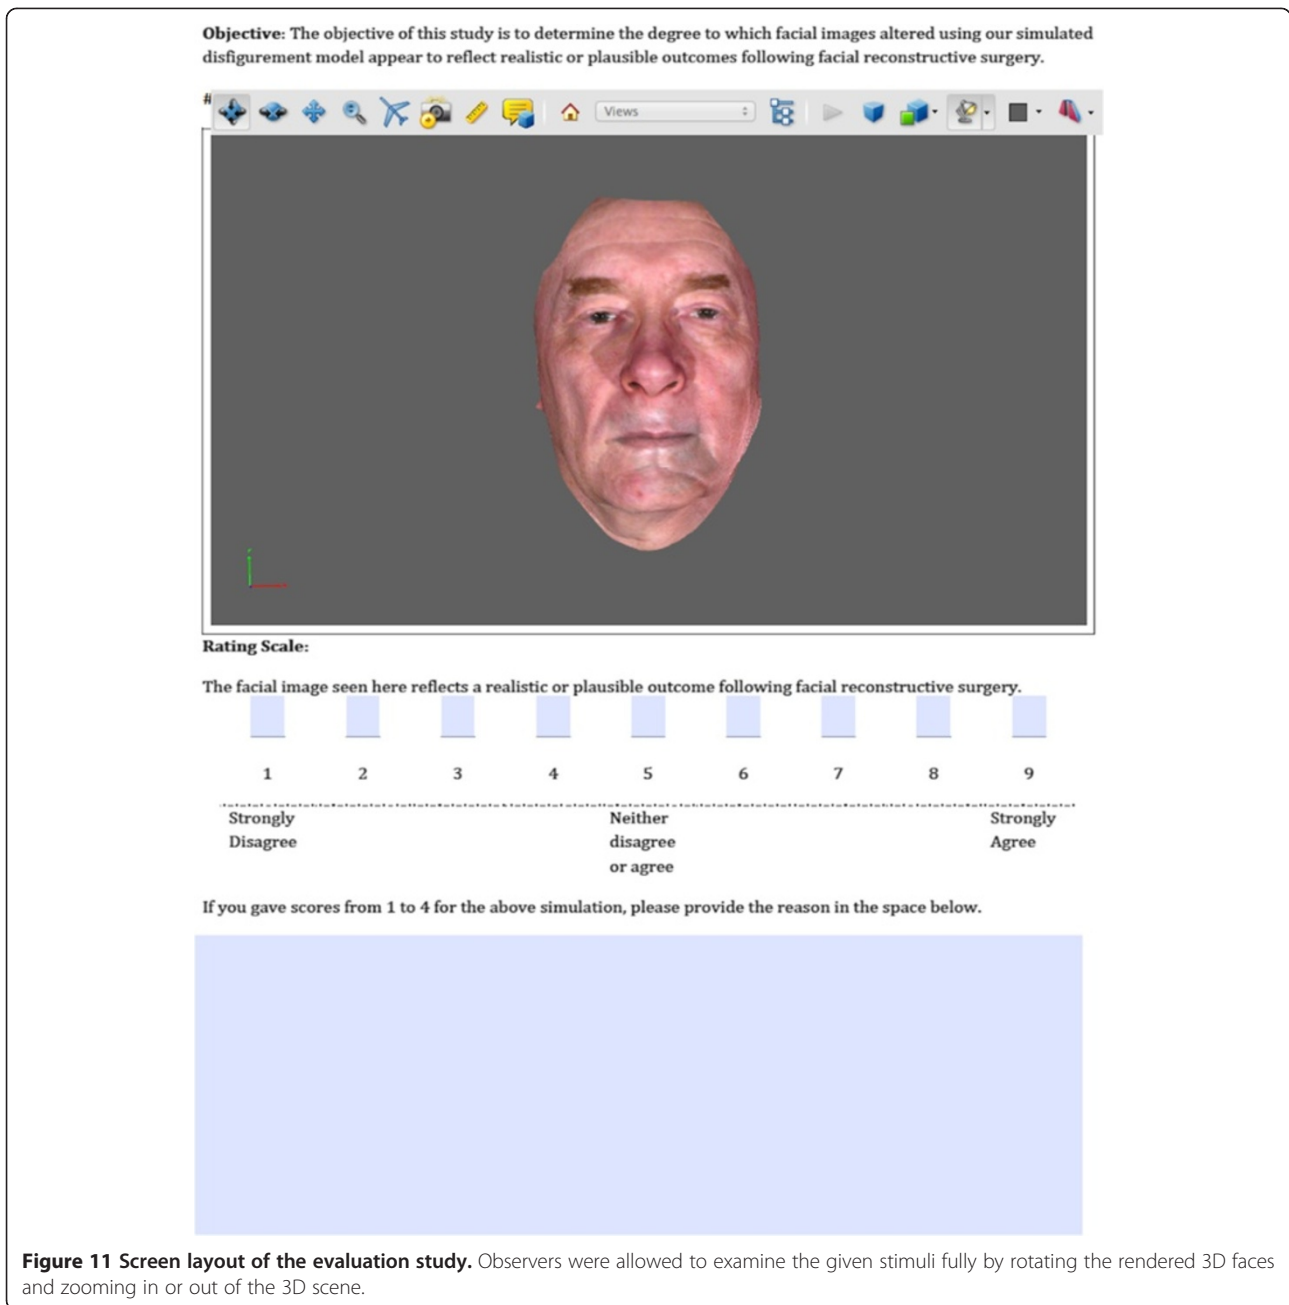 Objective: The objective of this study is to determine the degree to which facial images altered using our simulated
disfigurement model appear to reflect realistic or plausible outcomes following facial reconstructive surgery.
#
Views
Rating Scale:
The facial image seen here reflects a realistic or plausible outcome following facial reconstructive surgery.
1 2 3 4 5 6 7 8 9
Strongly Neither Strongly
Disagree disagree Agree
or agree
If you gave scores from 1 to 4 for the above simulation, please provide the reason in the space below.
Figure 11 Screen layout of the evaluation study. Observers were allowed to examine the given stimuli fully by rotating the rendered 3D faces
and zooming in or out of the 3D scene.